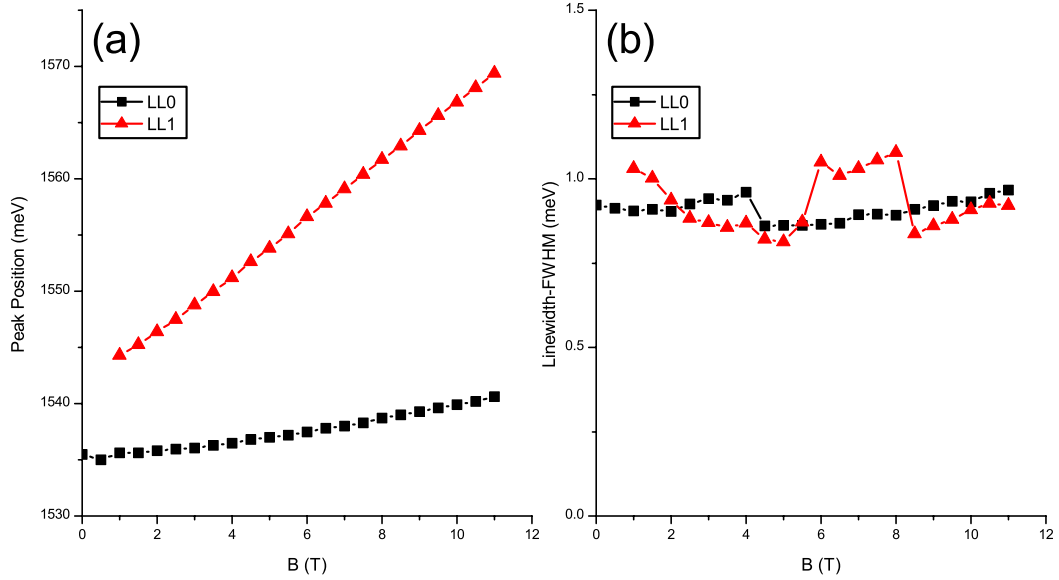 (a)
1570
1560
1550
1540
1530
LL0
LL1
Peak Position (meV)
0 2 4 6 8 10 12
B (T)
(b)
1.5
1.0
0.5
0.0
LL0
LL1
Linewidth-FWHM (meV)
0 2 4 6 8 10 12
B (T)